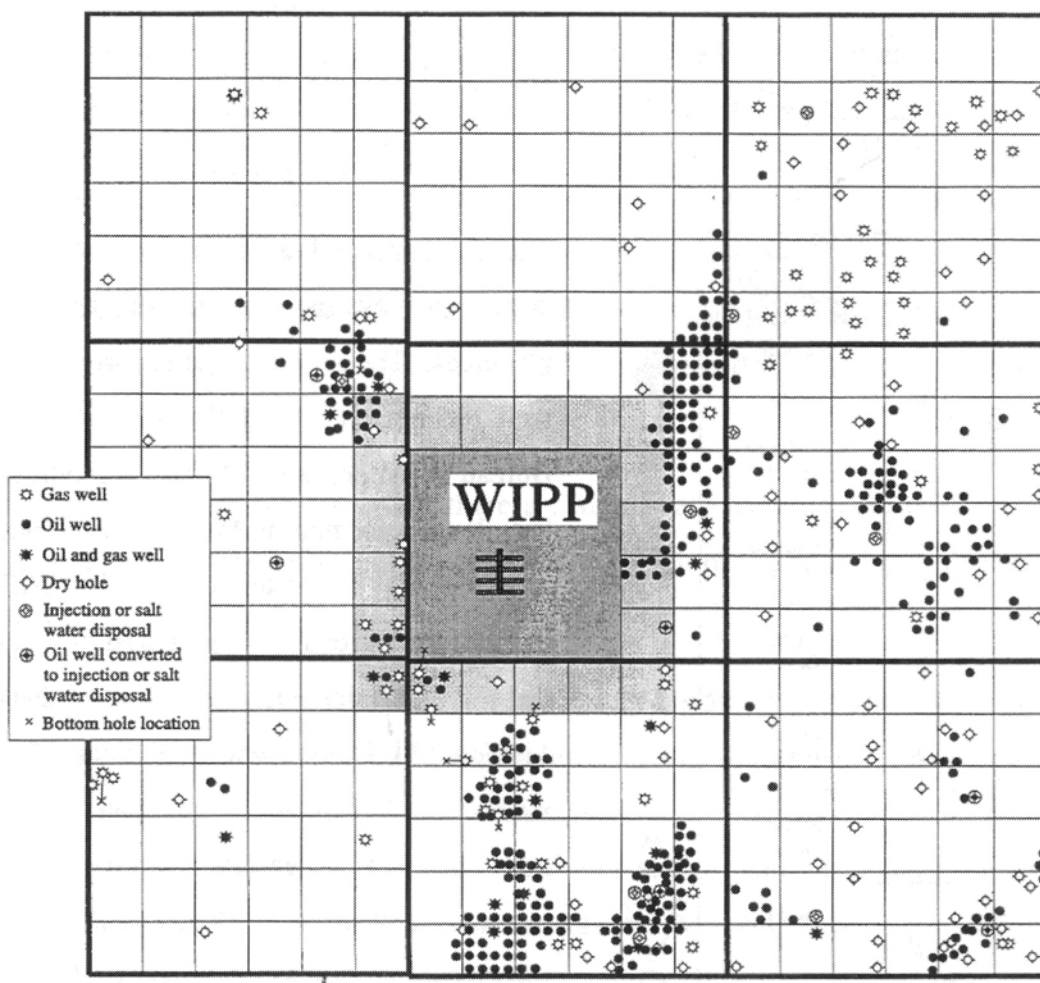 WIPP
Gas well
Oil well
Oil and gas well
Dry hole
Injection or salt
water disposal
Oil well converted
to injection or salt
water disposal
Bottom hole location